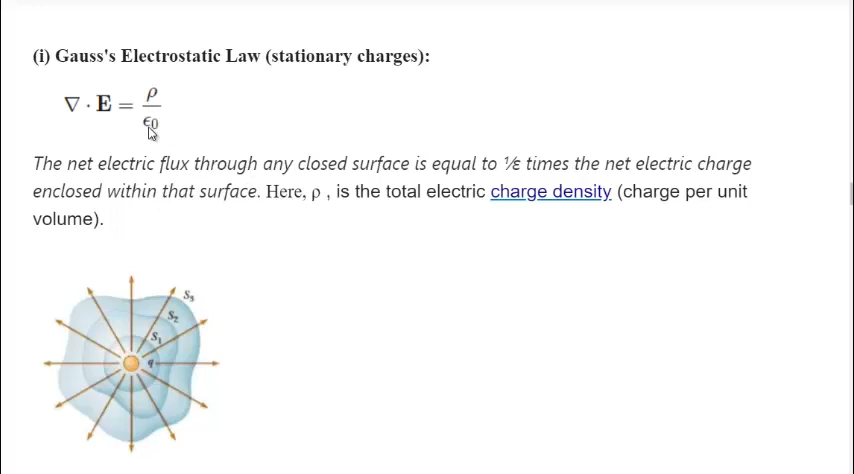 (i) Gauss's Electrostatic Law (stationary charges):
∇ · E = ρ/ϵ0
The net electric flux through any closed surface is equal to ⅟ε times the net electric charge
enclosed within that surface. Here, ρ , is the total electric charge density (charge per unit
volume).
S3
S2
S1
q